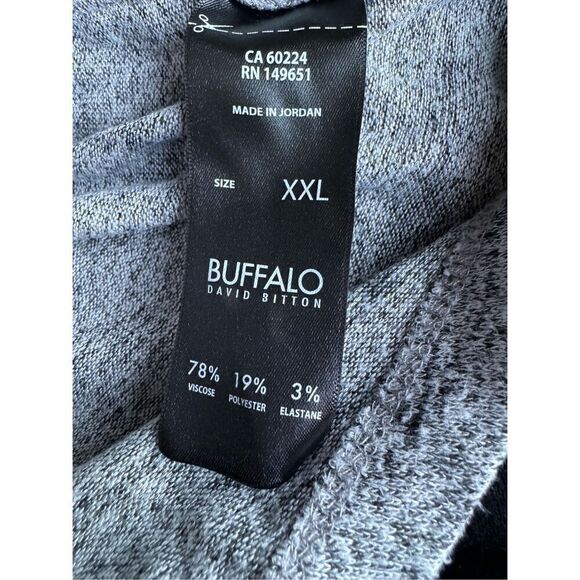 CA 60224
RN 149651
MADE IN JORDAN
SIZE XXL
BUFFALO
DAVID BITTON
78% 19% 3%
VISCOSE POLYESTER ELASTANE